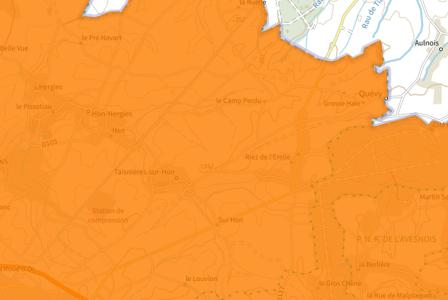 le Pré Navart
Aulnois
Belle Vue
Hergies
le Pissotiau
Hon-Hergies
le Camp Perdu
Quévy
Grosse Haie
Hon
Taisnières-sur-Hon
Riez de l'Erelle
Station de
compression
Sur Hon
Martin
P. N. R. DE L'AVESNOIS
la Berlière
le Louvion
le Gros Chêne
la Rue de Malplaquet